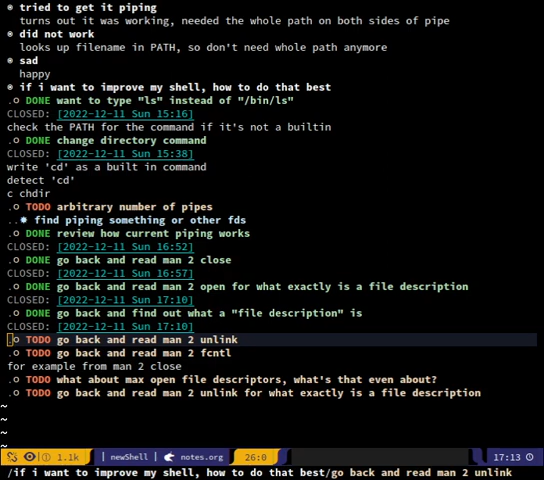 tried to get it piping
turns out it was working, needed the whole path on both sides of pipe
did not work
looks up filename in PATH, so don't need whole path anymore
sad
happy
if i want to improve my shell, how to do that best
DONE want to type "ls" instead of "/bin/ls"
CLOSED: [2022-12-11 Sun 15:16]
check the PATH for the command if it's not a builtin
DONE change directory command
CLOSED: [2022-12-11 Sun 15:38]
write 'cd' as a built in command
detect 'cd'
c chdir
TODO arbitrary number of pipes
find piping something or other fds
DONE review how current piping works
CLOSED: [2022-12-11 Sun 16:52]
DONE go back and read man 2 close
CLOSED: [2022-12-11 Sun 16:57]
DONE go back and read man 2 open for what exactly is a file description
CLOSED: [2022-12-11 Sun 17:10]
DONE go back and find out what a "file description" is
CLOSED: [2022-12-11 Sun 17:10]
TODO go back and read man 2 unlink
TODO go back and read man 2 fcntl
for example from man 2 close
TODO what about max open file descriptors, what's that even about?
TODO go back and read man 2 unlink for what exactly is a file description
~
~
~
~
1.1k | newShell | notes.org 26:0 17:13
/if i want to improve my shell, how to do that best/go back and read man 2 unlink